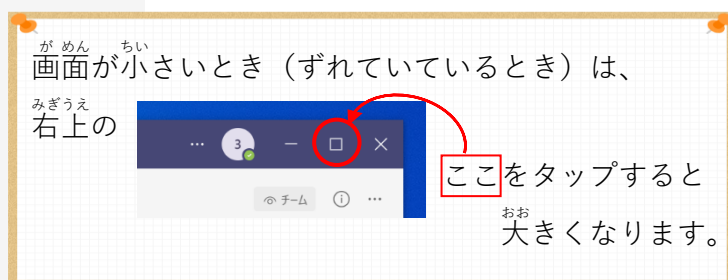 がめん ちい
画面が小さいとき（ずれていているとき）は、
みぎうえ
右上の
… 3 － □ ×
チーム …
ここをタップすると
おお
大きくなります。